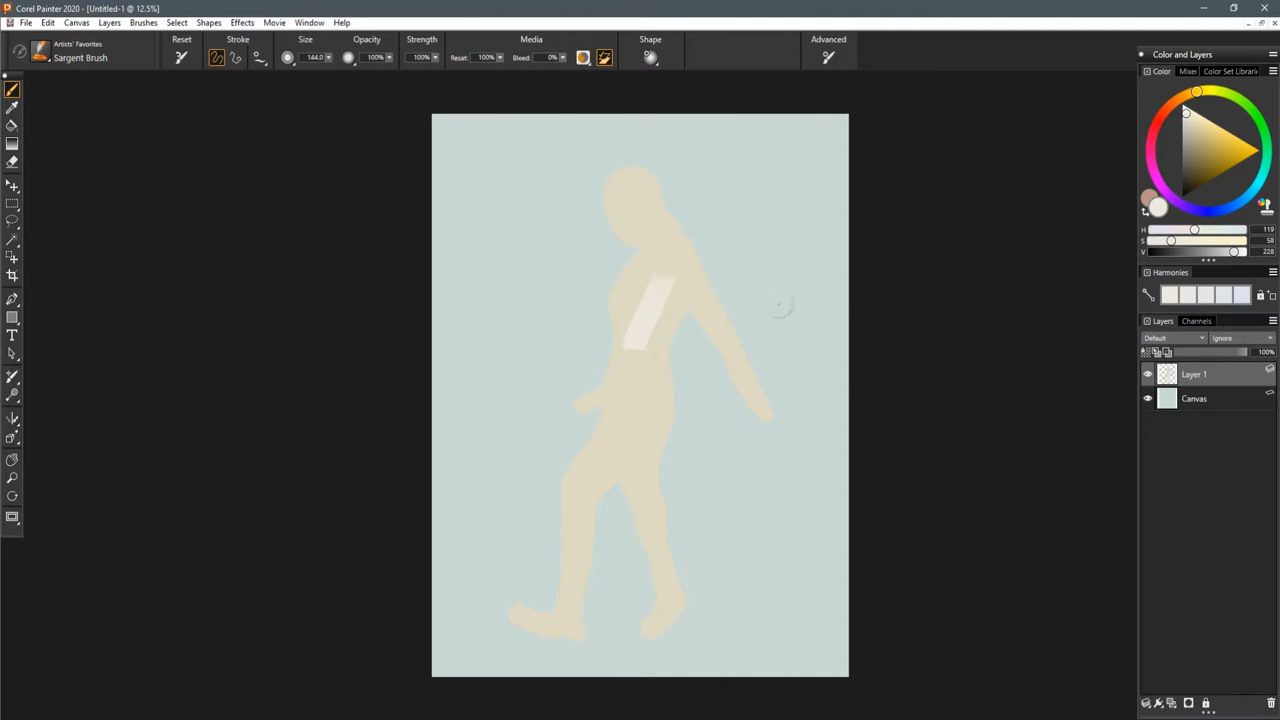 Corel Painter 2020 - [Untitled-1 @ 12.5%]
File Edit Canvas Layers Brushes Select Shapes Effects Movie Window Help
Artists' Favorites
Sargent Brush
Reset Stroke Size Opacity Strength Media Shape Advanced
144.0 100% 100% Reset: 100% Bleed: 0%
Color and Layers
Color Mixer Color Set Librari
H 119
S 58
V 228
Harmonies
Layers Channels
Default Ignore
100%
Layer 1
Canvas
T